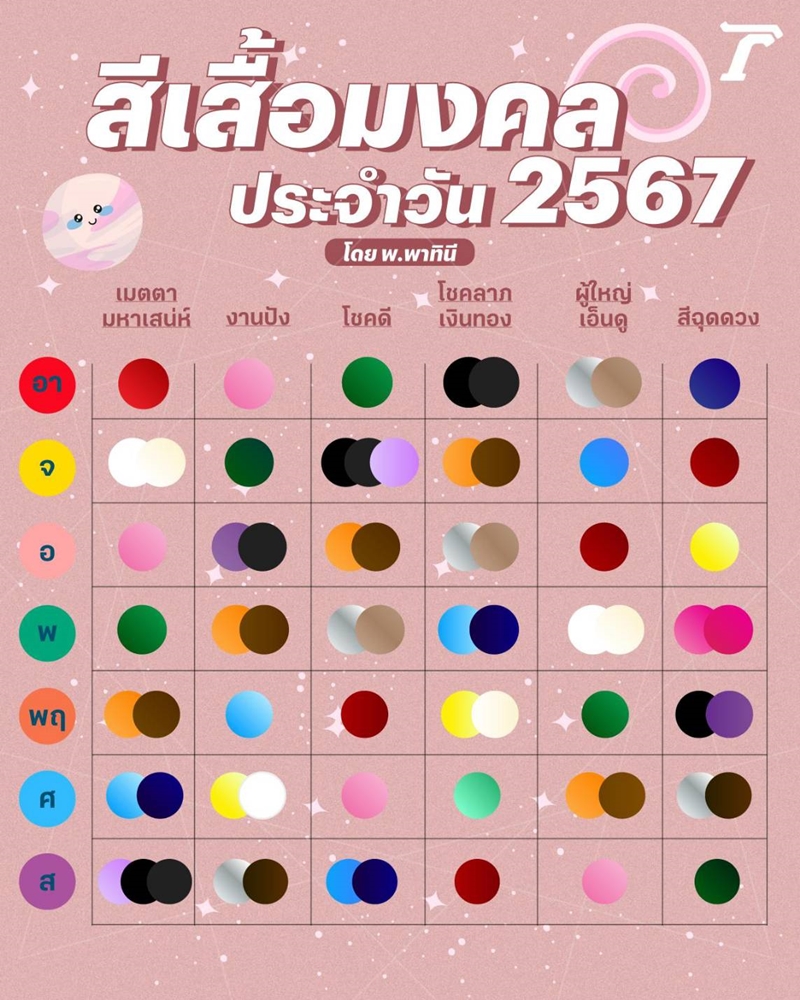 สีเสื้อมงคล
ประจำวัน 2567
โดย พ.พาทินี
เมตตา
มหาเสน่ห์
งานปัง
โชคดี
โชคลาภ
เงินทอง
ผู้ใหญ่
เอ็นดู
สีฉุดดวง
อา
จ
อ
พ
พฤ
ศ
ส